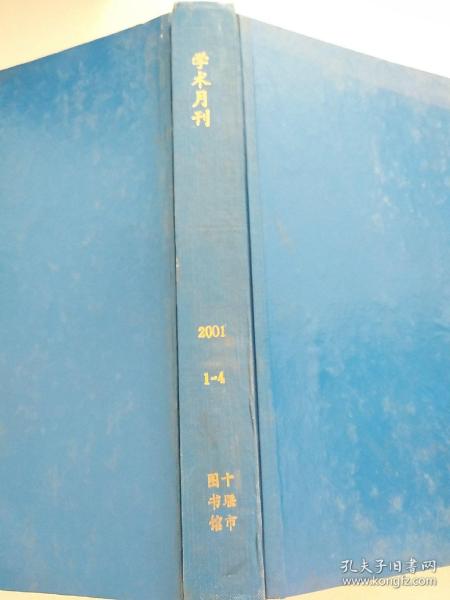 学术月刊
2001
1-4
十堰市
图书馆
孔夫子旧书网
www.kongfz.com